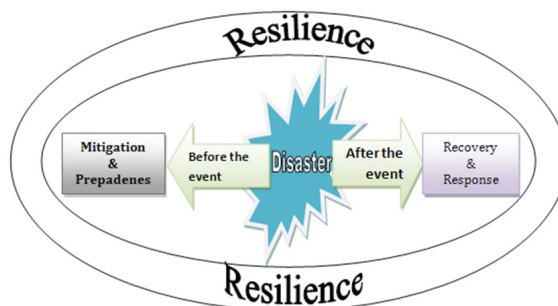 Resilience
Mitigation
&
Prepadenes
Before the
event
Disaster
After the
event
Recovery
&
Response
Resilience